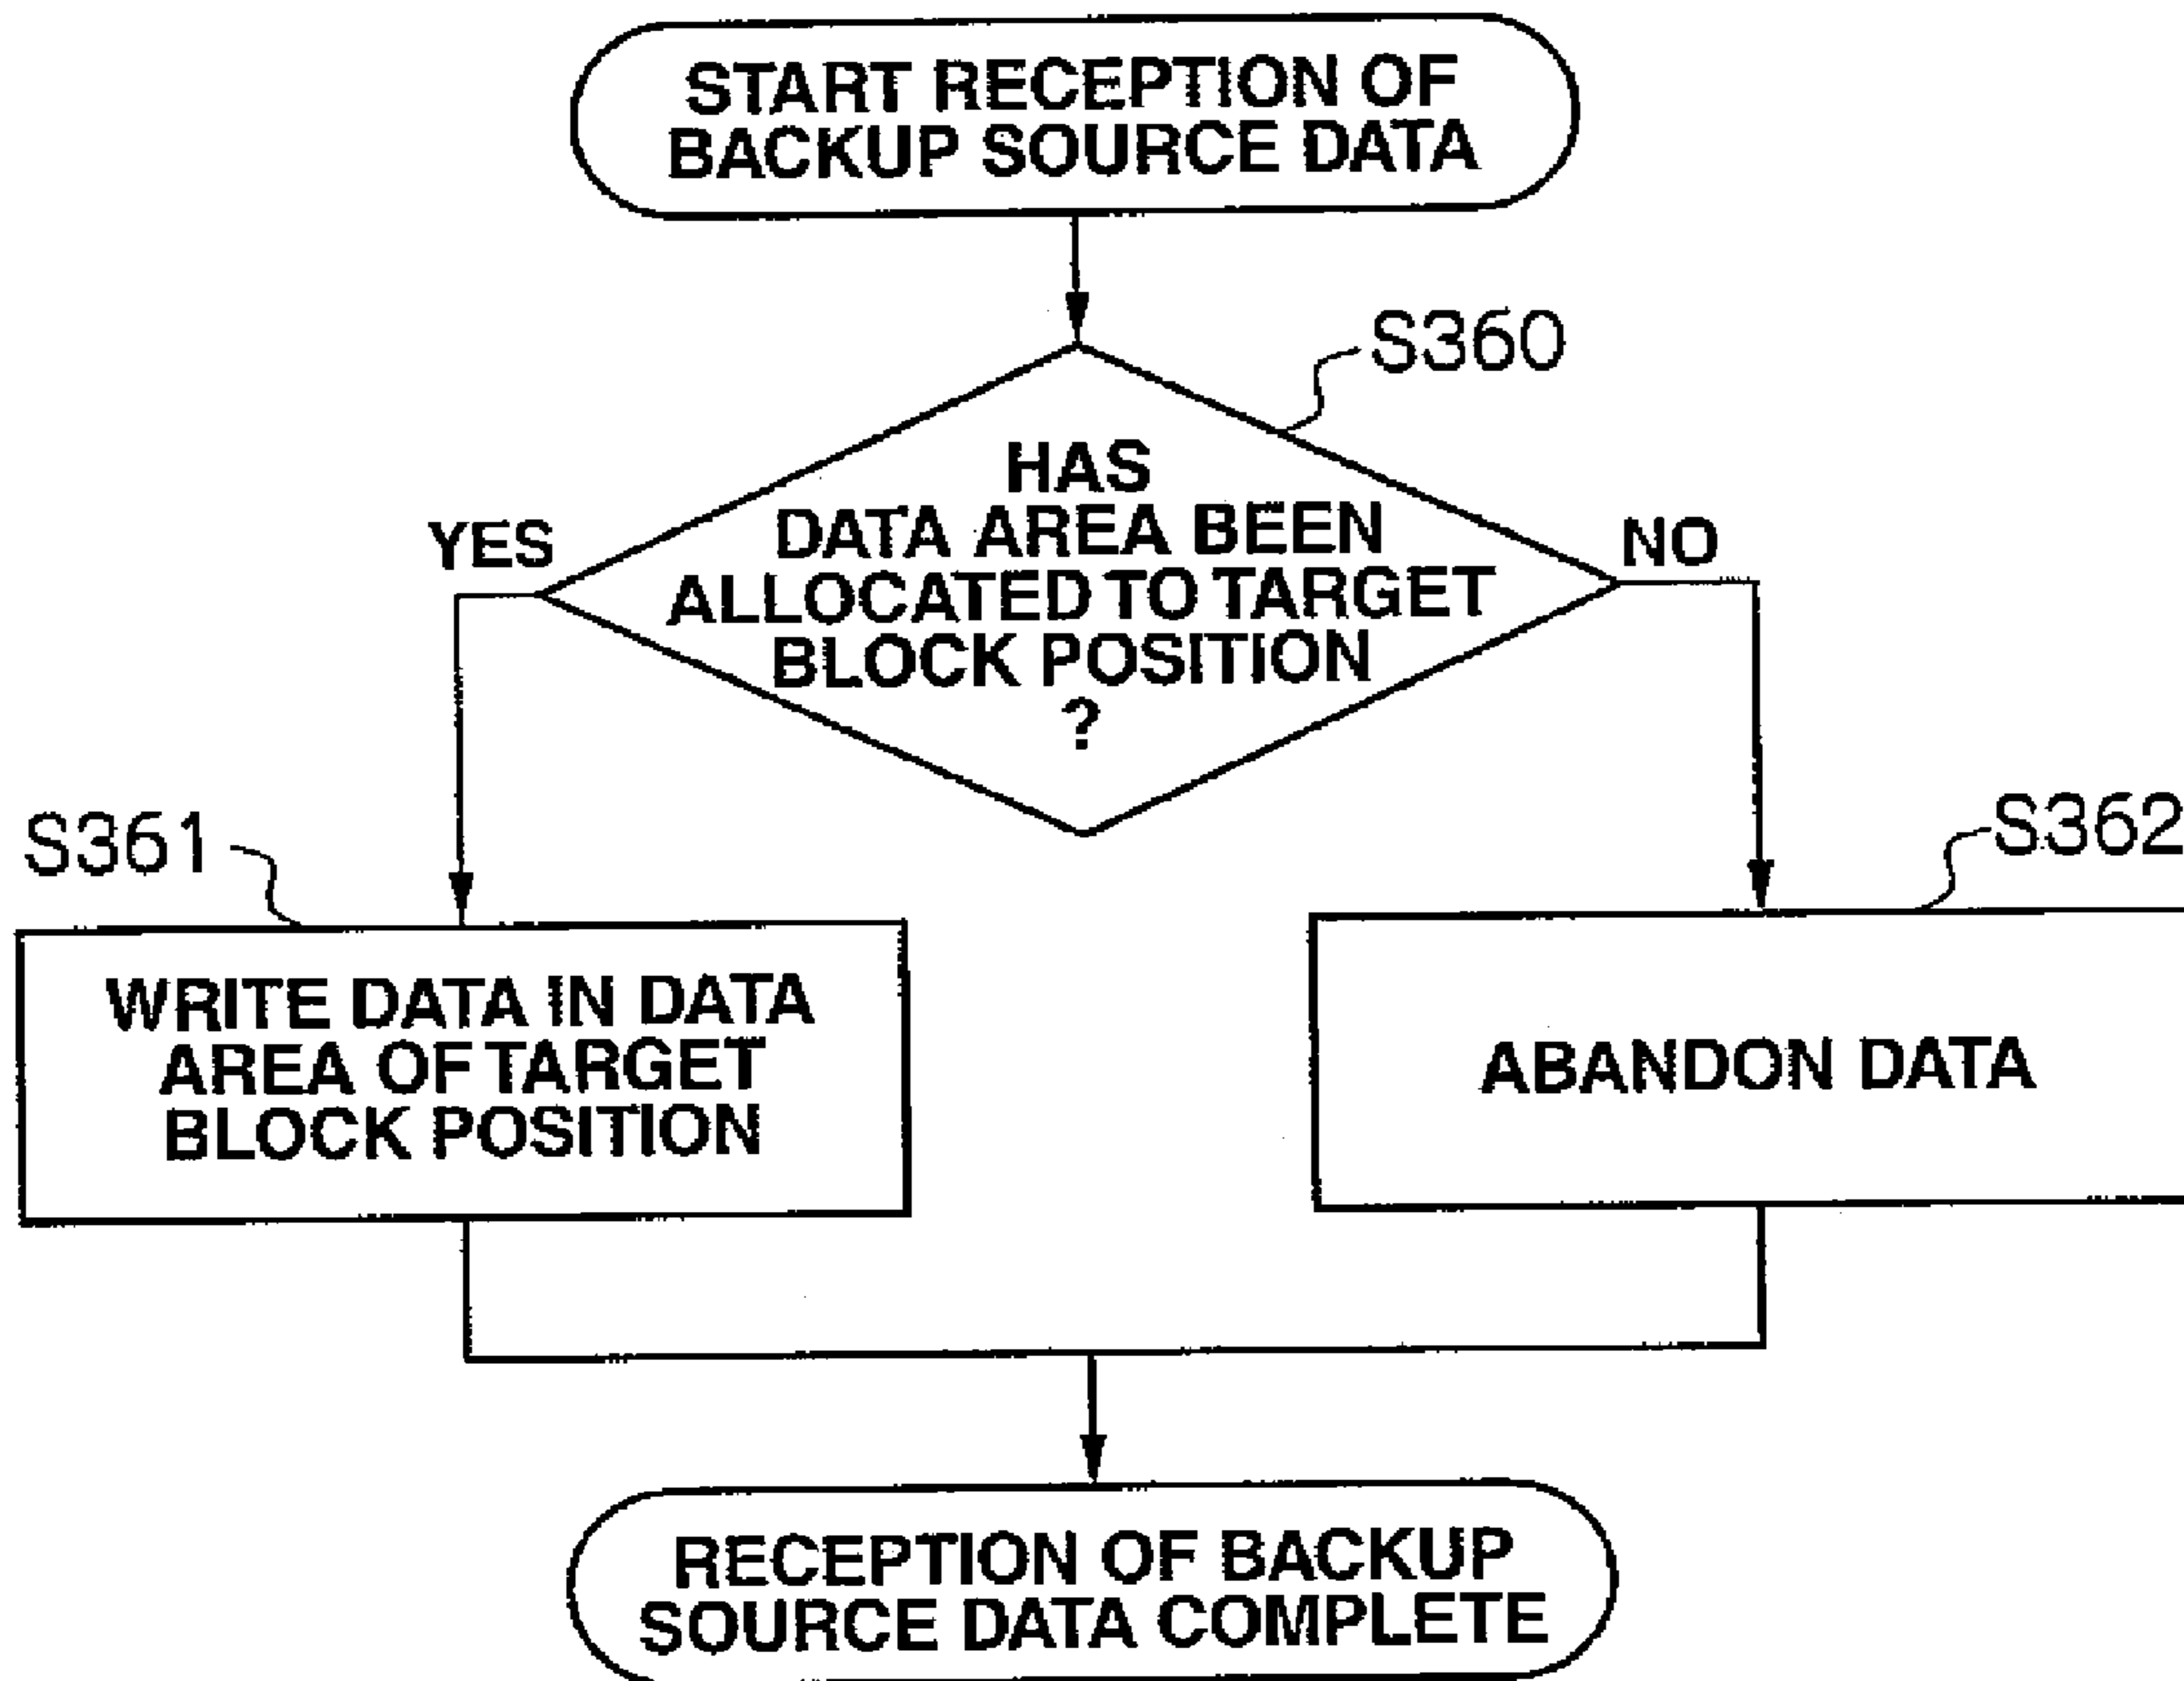 START RECEPTION OF
BACKUP SOURCE DATA
S360
HAS
DATA AREA BEEN
ALLOCATED TO TARGET
BLOCK POSITION
?
YES
NO
S361
S362
WRITE DATA IN DATA
AREA OF TARGET
BLOCK POSITION
ABANDON DATA
RECEPTION OF BACKUP
SOURCE DATA COMPLETE